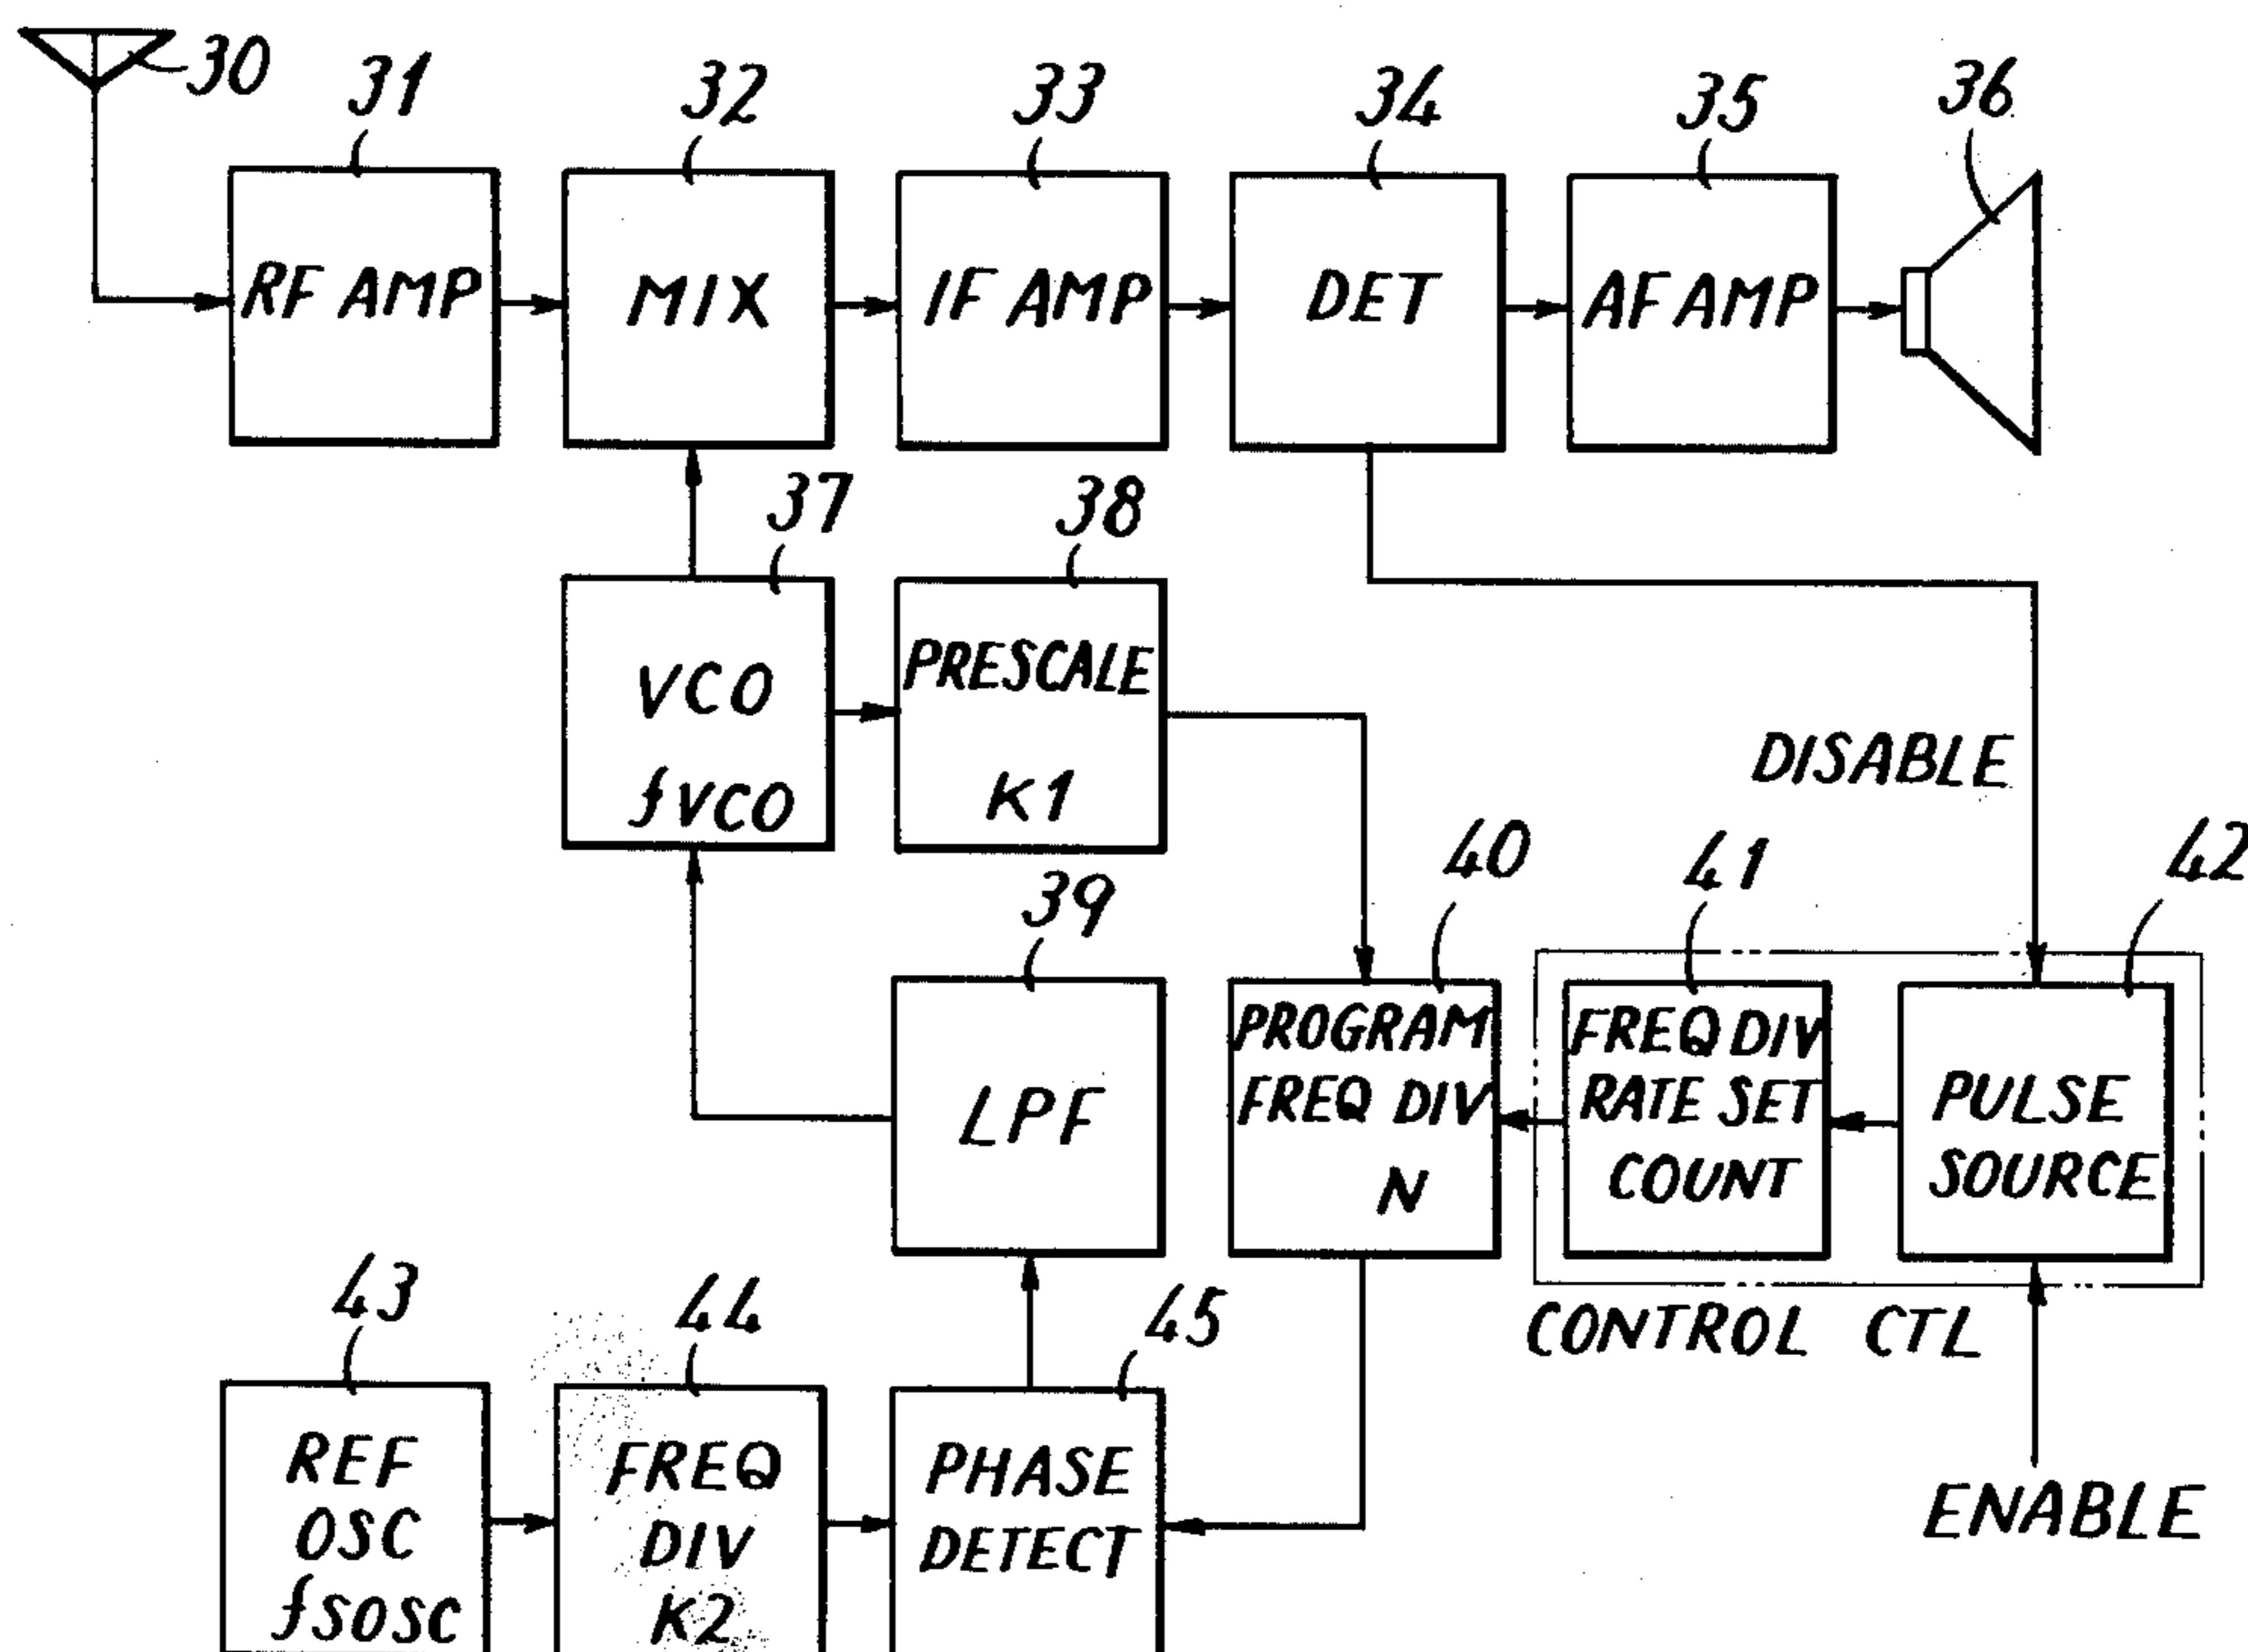 30
31
32
33
34
35
36
RF AMP
MIX
IF AMP
DET
AF AMP
37
38
VCO
fVCO
PRESCALE
K1
DISABLE
39
40
41
42
LPF
PROGRAM
FREQ DIV
N
FREQ DIV
RATE SET
COUNT
PULSE
SOURCE
CONTROL CTL
ENABLE
43
44
45
REF
OSC
fSOSC
FREQ
DIV
K2
PHASE
DETECT